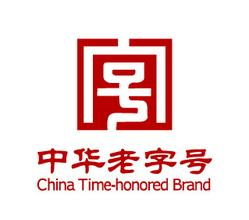 中华老字号
China Time-honored Brand